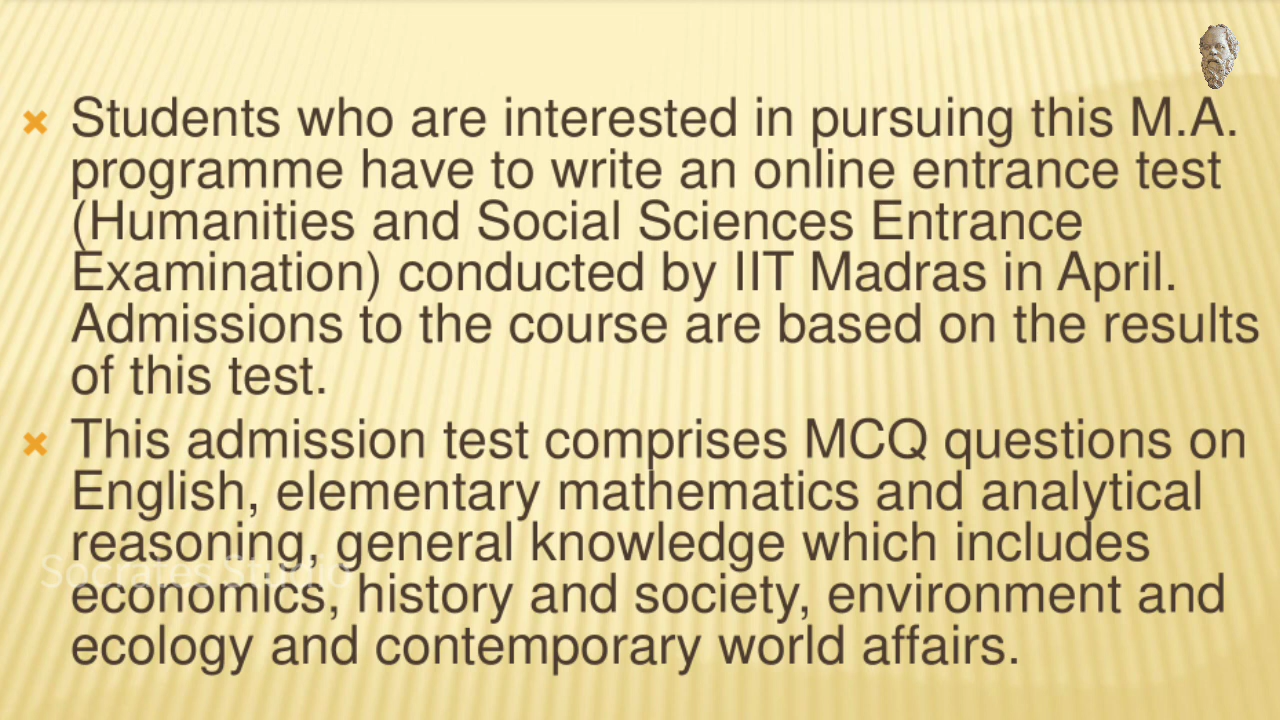 Students who are interested in pursuing this M.A.
programme have to write an online entrance test
(Humanities and Social Sciences Entrance
Examination) conducted by IIT Madras in April.
Admissions to the course are based on the results
of this test.
This admission test comprises MCQ questions on
English, elementary mathematics and analytical
reasoning, general knowledge which includes
Socrates Studio
economics, history and society, environment and
ecology and contemporary world affairs.